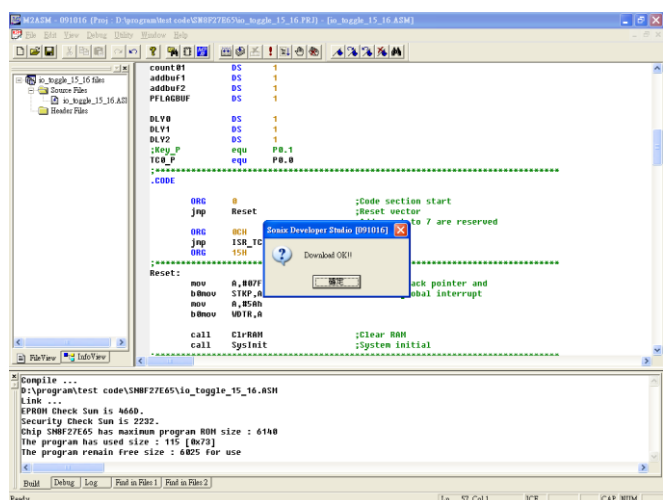 M2ASM - 091016 [Proj : D:\program\test code\SN8F27E65\io_toggle_15_16.PRJ] - [io_toggle_15_16.ASM]
File Edit View Debug Utility Window Help
io_toggle_15_16 files
Source Files
io_toggle_15_16.ASM
Header Files
FileView InfoView
count01 DS 1
addbuf1 DS 1
addbuf2 DS 1
PFLAGBUF DS 1
DLY0 DS 1
DLY1 DS 1
DLY2 DS 1
;Key_P equ P0.1
TC0_P equ P0.0
.CODE
ORG 0 ;Code section start
jmp Reset ;Reset vector
to 7 are reserved
ORG 0CH
jmp ISR_TC
ORG 15H
Reset:
mov A,#07F ack pointer and
b0mov STKP,A obal interrupt
mov A,#5Ah
b0mov WDTR,A
call ClrRAM ;Clear RAM
call SysInit ;System initial
Sonix Developer Studio [091016]
Download OK!!
確定
Compile ...
D:\program\test code\SN8F27E65\io_toggle_15_16.ASM
Link ...
EPROM Check Sum is 466D.
Security Check Sum is 2232.
Chip SN8F27E65 has maximum program ROM size : 6140
The program has used size : 115 [0x73]
The program remain free size : 6025 for use
Build Debug Log Find in Files 1 Find in Files 2
Ready Ln 57, Col 1 ICE CAP NUM